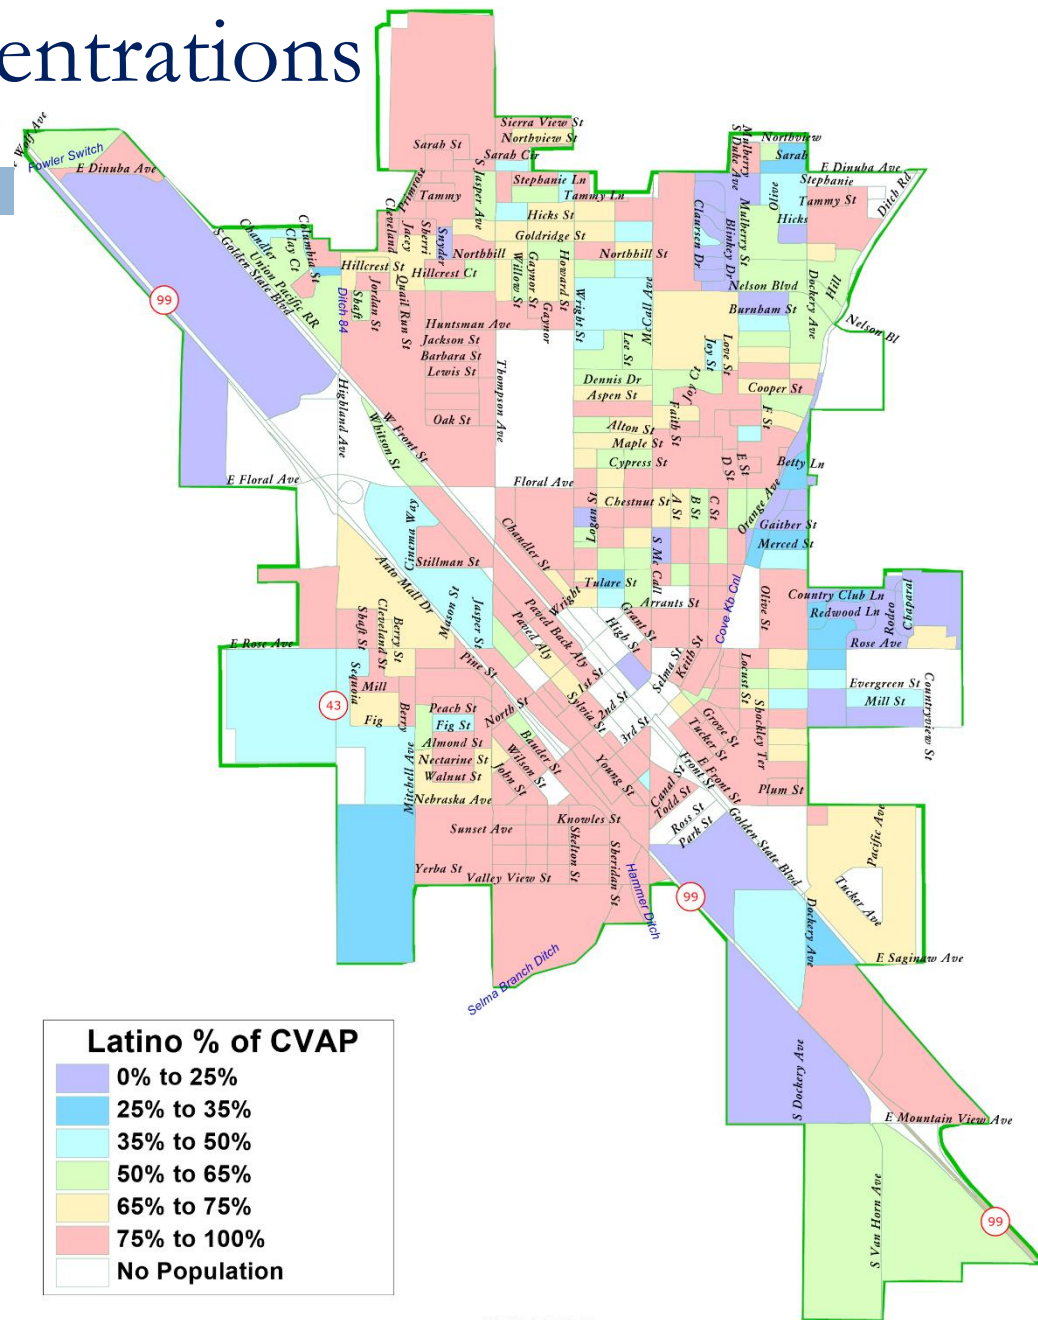 entrations
Sierra View St
Northview St
Sarah St
Sarah Cir
Northview
S Duke Ave
Mulberry
Sarah
E Dinuba Ave
Wolf Ave
Fowler Switch
E Dinuba Ave
Primrose
Tammy
S Jasper Ave
Stephanie Ln
Tammy Ln
Stephanie
Tammy St
Ditch Rd
Olive
Hicks
Cleveland
Jacey
Sherri
Snyder
Hicks St
Goldridge St
Claursen Dr
Blinkey Dr
Mulberry St
S Golden State Blvd
Chandler
Union Pacific RR
Clay Ct
Columbia St
Hillcrest St
Northhill
Hillcrest Ct
Willow St
Gaynor St
Howard St
Gaynor
Northhill St
Nelson Blvd
Dockery Ave
Hill
99
Ditch 84
Shaft
Jordan St
Quail Run St
Huntsman Ave
Jackson St
Barbara St
Lewis St
Wright St
McCall Ave
Burnham St
Nelson Bl
Lee St
Joy St
Love St
Thompson Ave
Highland Ave
Dennis Dr
Aspen St
Joy Ct
Cooper St
W Front St
Whitson St
Oak St
Alton St
Maple St
Cypress St
Faith St
F St
D St
E St
Betty Ln
E Floral Ave
Floral Ave
Chestnut St
A St
B St
C St
Orange Ave
Gaither St
Merced St
Cinema Way
Logan St
S Mc Call
Chandler St
Stillman St
Auto Mall Dr
Mason St
Jasper St
Tulare St
Wright
Arrants St
Grant St
High St
Cove Kb Cnl
Olive St
Country Club Ln
Redwood Ln
Rodeo
Chaparal
Rose Ave
E Rose Ave
Shaft St
Cleveland St
Berry St
Paved Aly
Paved Back Aly
Pine St
1st St
2nd St
3rd St
Selma St
Keith St
Locust St
Evergreen St
Mill St
Countryview St
43
Sequoia
Mill
Fig
Berry
Peach St
Fig St
Almond St
Nectarine St
Walnut St
Nebraska Ave
Mitchell Ave
North St
Sylvia St
Bauder St
Wilson St
John St
Young St
Grove St
Tucker St
Shockley Ter
E Front St
Front St
Canal St
Todd St
Plum St
Ross St
Park St
Golden State Blvd
Pacific Ave
Tucker Ave
Sunset Ave
Knowles St
Skelton St
Sheridan St
Yerba St
Valley View St
Hammer Ditch
99
Dockery Ave
E Saginaw Ave
Selma Branch Ditch
S Dockery Ave
E Mountain View Ave
S Van Horn Ave
99
Latino % of CVAP
0% to 25%
25% to 35%
35% to 50%
50% to 65%
65% to 75%
75% to 100%
No Population